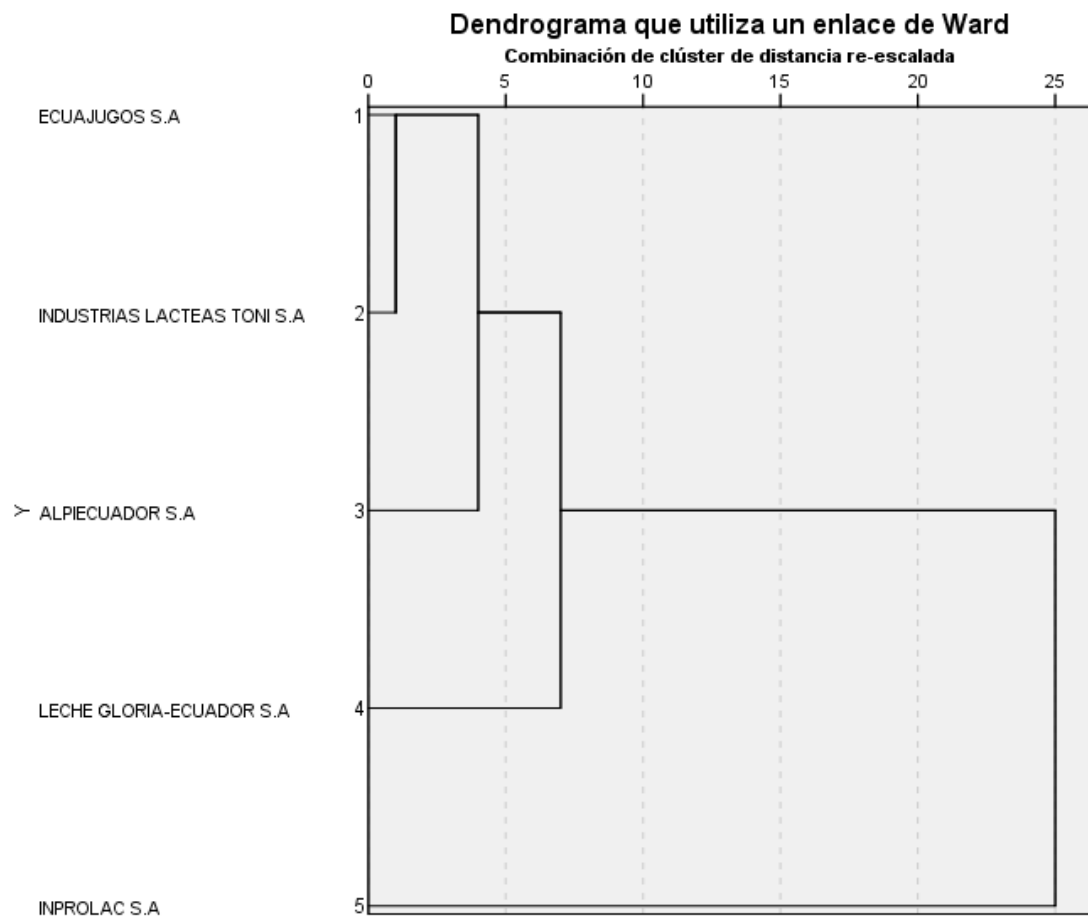 Dendrograma que utiliza un enlace de Ward
Combinación de clúster de distancia re-escalada
0 5 10 15 20 25
ECUAJUGOS S.A 1
INDUSTRIAS LACTEAS TONI S.A 2
Y
ALPIECUADOR S.A 3
LECHE GLORIA-ECUADOR S.A 4
INPROLAC S.A 5